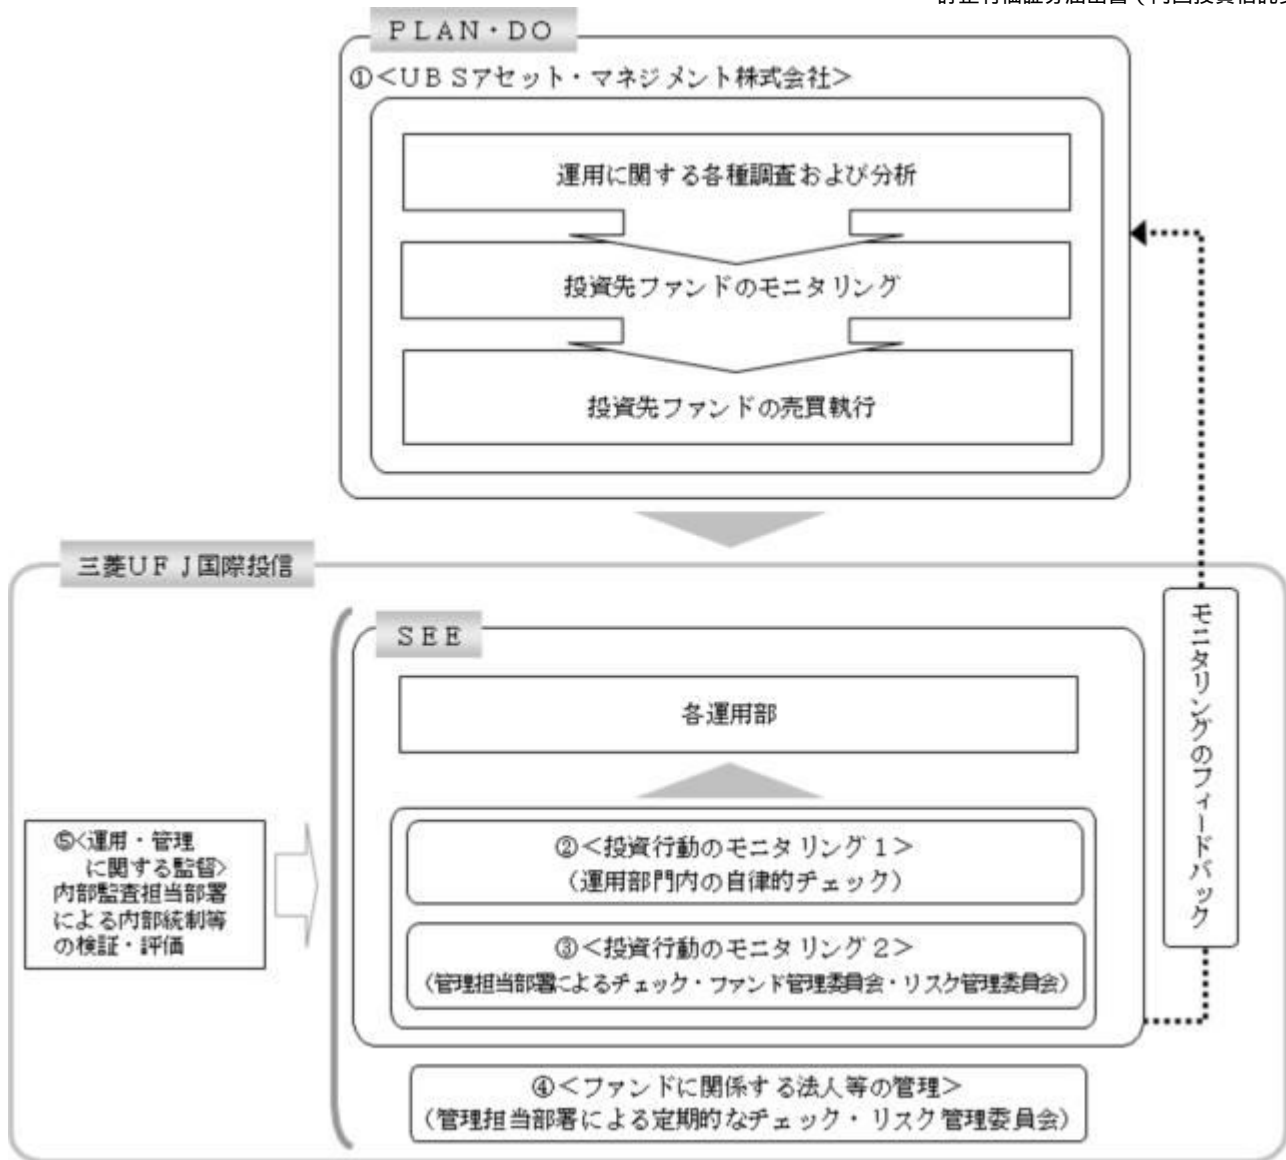 ＰＬＡＮ・ＤＯ
①＜ＵＢＳアセット・マネジメント株式会社＞
運用に関する各種調査および分析
投資先ファンドのモニタリング
投資先ファンドの売買執行
三菱ＵＦＪ国際投信
ＳＥＥ
各運用部
②＜投資行動のモニタリング１＞
（運用部門内の自律的チェック）
③＜投資行動のモニタリング２＞
（管理担当部署によるチェック・ファンド管理委員会・リスク管理委員会）
④＜ファンドに関係する法人等の管理＞
（管理担当部署による定期的なチェック・リスク管理委員会）
⑤＜運用・管理
に関する監督＞
内部監査担当部署
による内部統制等
の検証・評価
モニタリングのフィードバック